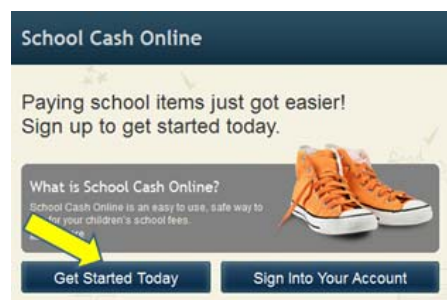 School Cash Online
Paying school items just got easier!
Sign up to get started today.
What is School Cash Online?
School Cash Online is an easy to use, safe way to
for your children's school fees.
Get Started Today
Sign Into Your Account